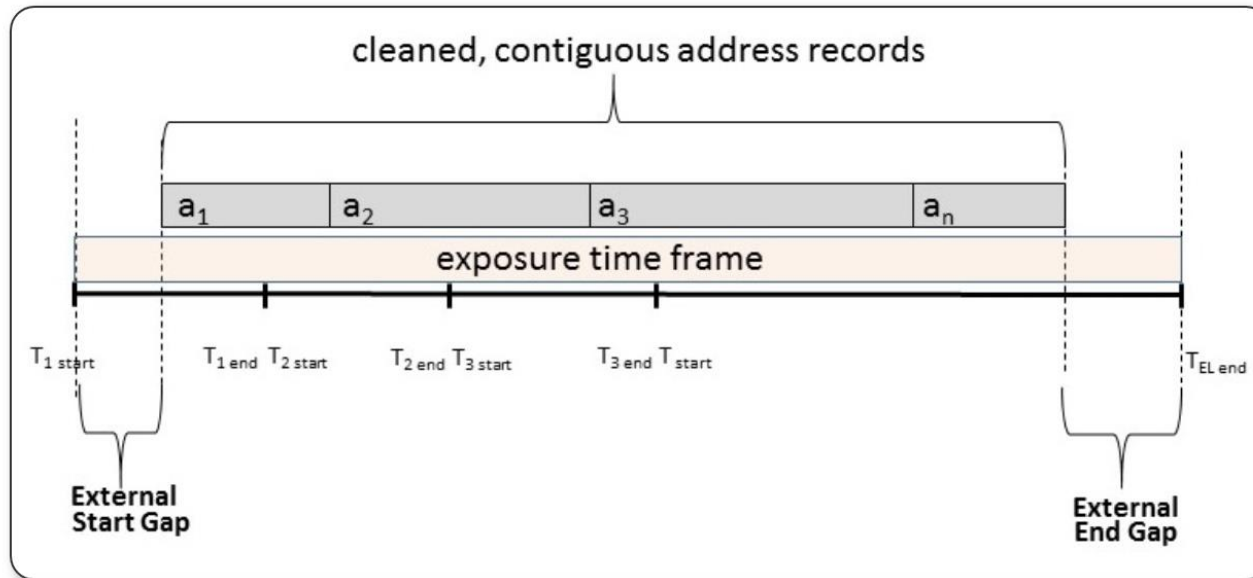 cleaned, contiguous address records
a1 a2 a3 an
exposure time frame
T1 start T1 end T2 start T2 end T3 start T3 end Tstart TEL end
External
Start Gap
External
End Gap